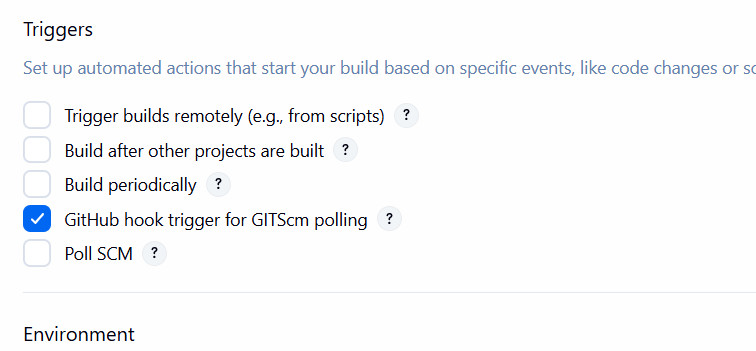 Triggers
Set up automated actions that start your build based on specific events, like code changes or
Trigger builds remotely (e.g., from scripts) ?
Build after other projects are built ?
Build periodically ?
GitHub hook trigger for GITScm polling ?
Poll SCM ?
Environment